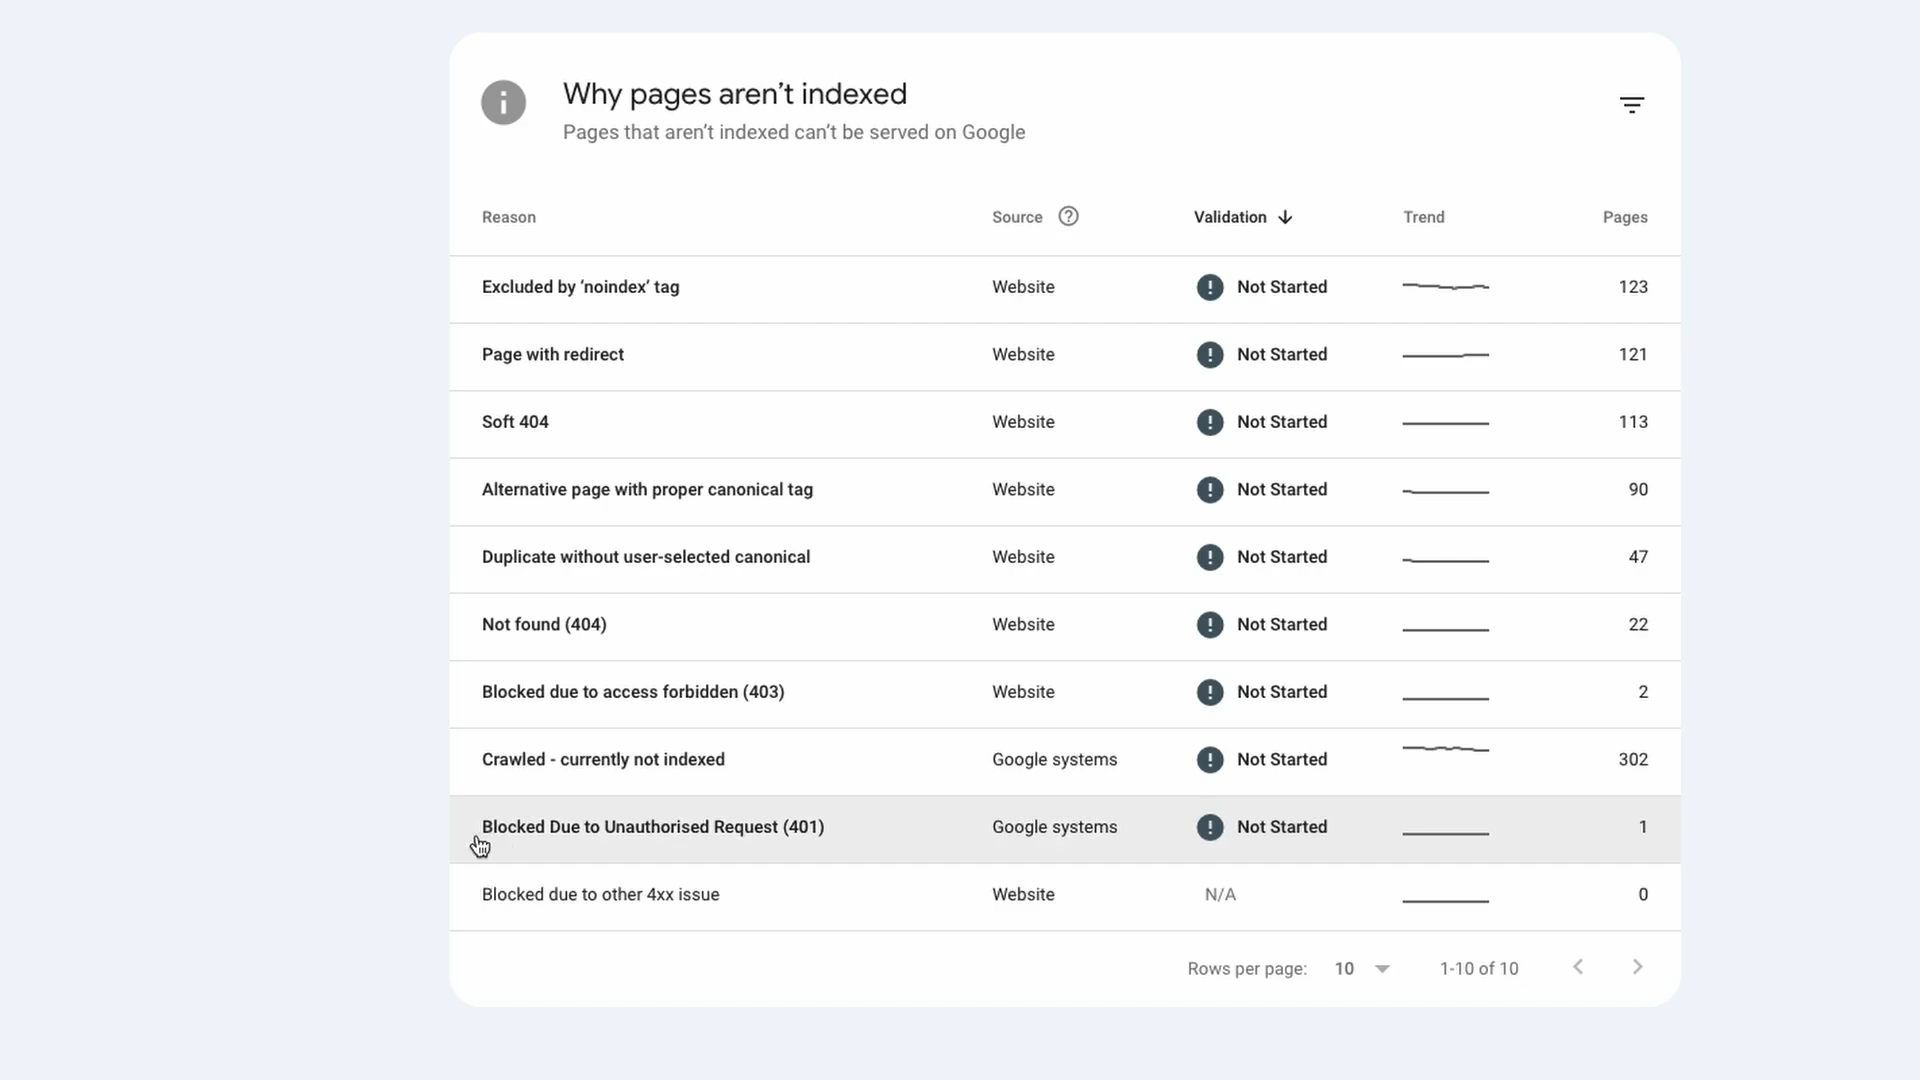 Why pages aren’t indexed
Pages that aren’t indexed can’t be served on Google
Reason Source Validation Trend Pages
Excluded by ‘noindex’ tag Website Not Started 123
Page with redirect Website Not Started 121
Soft 404 Website Not Started 113
Alternative page with proper canonical tag Website Not Started 90
Duplicate without user-selected canonical Website Not Started 47
Not found (404) Website Not Started 22
Blocked due to access forbidden (403) Website Not Started 2
Crawled - currently not indexed Google systems Not Started 302
Blocked Due to Unauthorised Request (401) Google systems Not Started 1
Blocked due to other 4xx issue Website N/A 0
Rows per page: 10 1-10 of 10